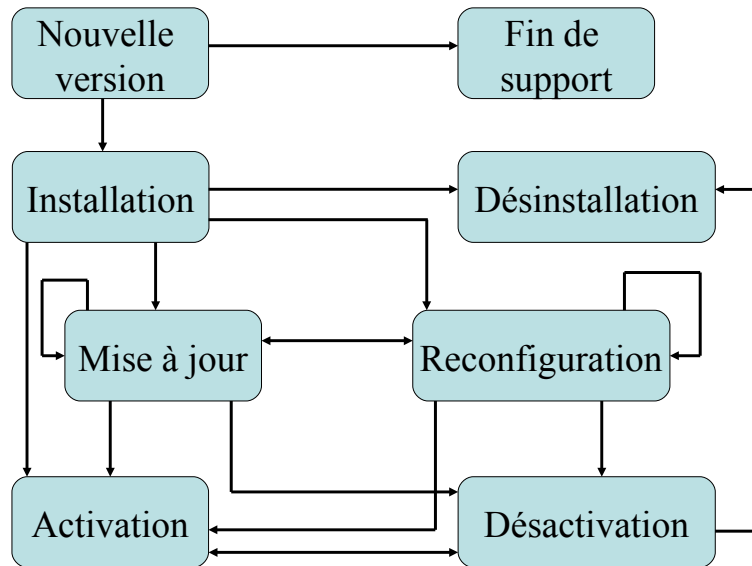 Nouvelle
version
Fin de
support
Installation
Désinstallation
Mise à jour
Reconfiguration
Activation
Désactivation